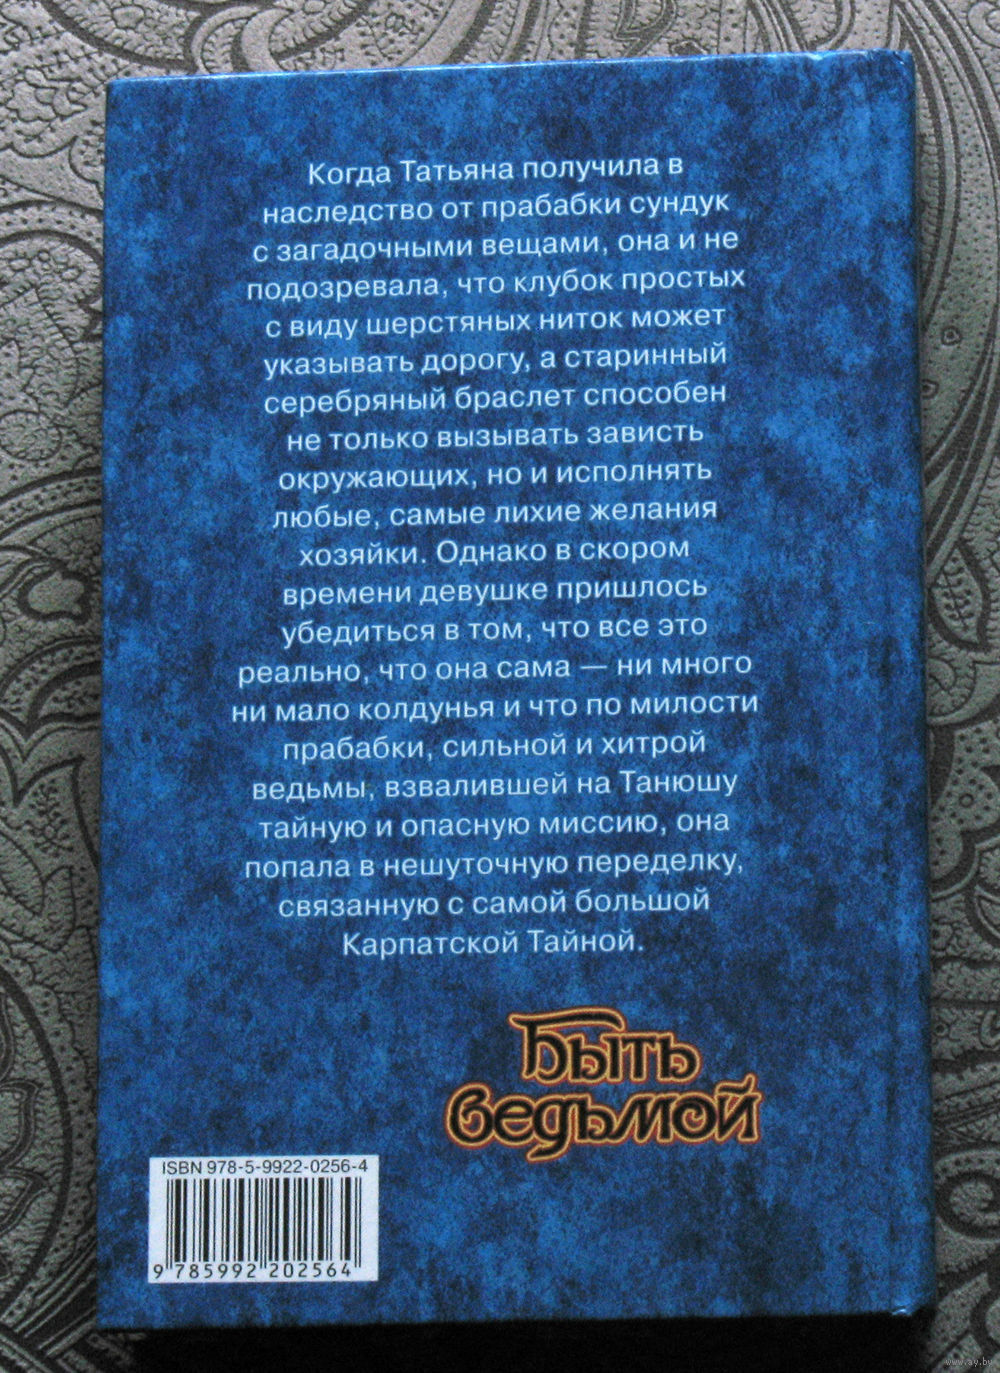 Когда Татьяна получила в
наследство от прабабки сундук
с загадочными вещами, она и не
подозревала, что клубок простых
с виду шерстяных ниток может
указывать дорогу, а старинный
серебряный браслет способен
не только вызывать зависть
окружающих, но и исполнять
любые, самые лихие желания
хозяйки. Однако в скором
времени девушке пришлось
убедиться в том, что все это
реально, что она сама — ни много
ни мало колдунья и что по милости
прабабки, сильной и хитрой
ведьмы, взвалившей на Танюшу
тайную и опасную миссию, она
попала в нешуточную переделку,
связанную с самой большой
Карпатской Тайной.
Быть
ведьмой
ISBN 978-5-9922-0256-4
9 785992 202564
www.ay.by